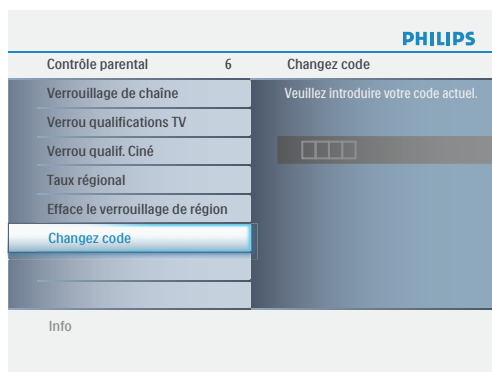 PHILIPS
Contrôle parental 6 Changez code
Verrouillage de chaîne
Veuillez introduire votre code actuel.
Verrou qualifications TV
Verrou qualif. Ciné
Taux régional
Efface le verrouillage de région
Changez code
Info